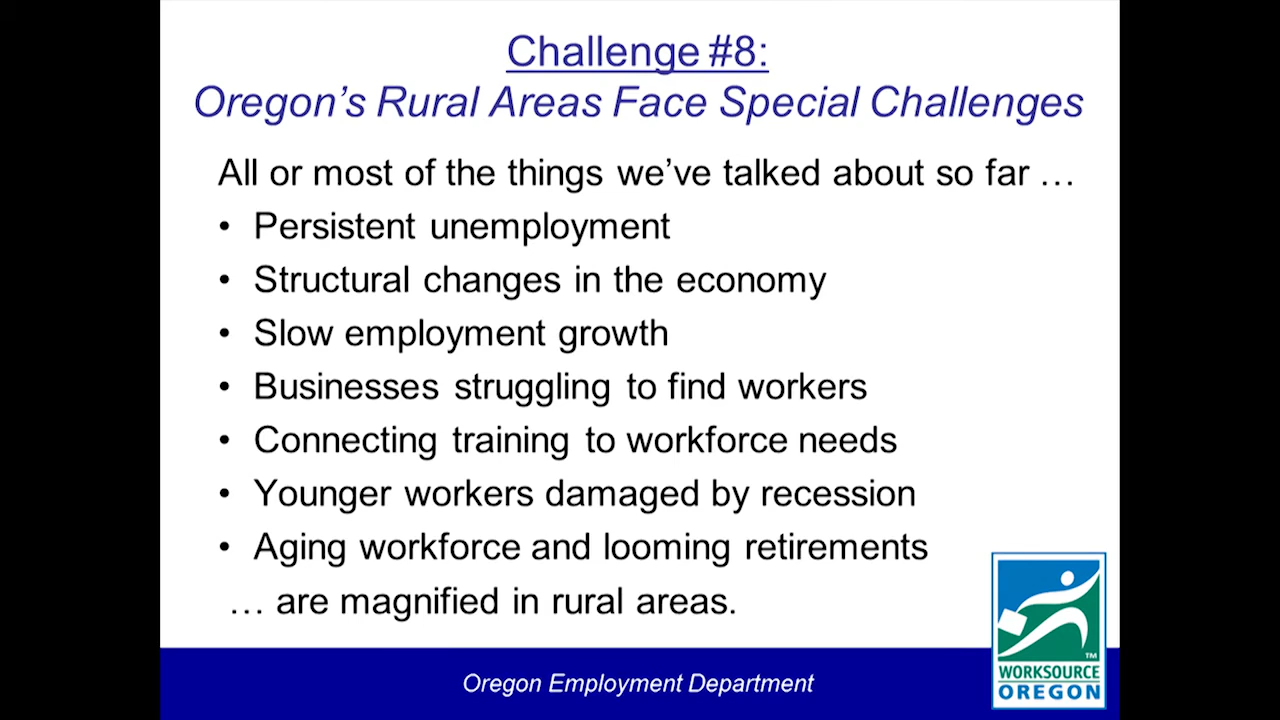 Challenge #8:
Oregon's Rural Areas Face Special Challenges
All or most of the things we've talked about so far …
• Persistent unemployment
• Structural changes in the economy
• Slow employment growth
• Businesses struggling to find workers
• Connecting training to workforce needs
• Younger workers damaged by recession
• Aging workforce and looming retirements
… are magnified in rural areas.
TM
WORKSOURCE
OREGON
Oregon Employment Department